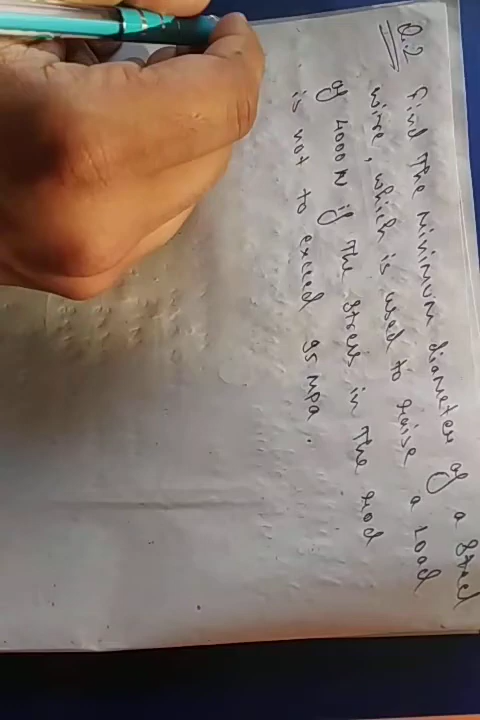 Q.2 Find The Minimum diameter of a Steel
wire, which is used to raise a Load
of 4000 N if The stress in The rod
is not to exceed 95 mpa.